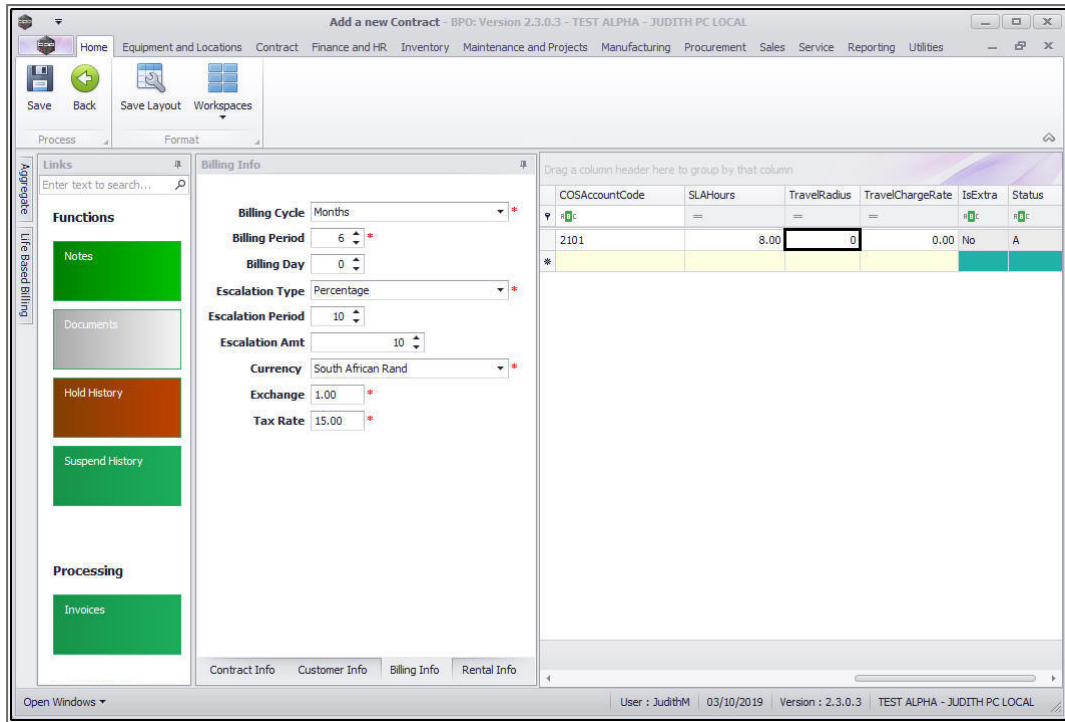 Add a new Contract - BPO: Version 2.3.0.3 - TEST ALPHA - JUDITH PC LOCAL
Home Equipment and Locations Contract Finance and HR Inventory Maintenance and Projects Manufacturing Procurement Sales Service Reporting Utilities
Save Back Save Layout Workspaces
Process Format
Aggregate
Life Based Billing
Links
Enter text to search...
Functions
Notes
Documents
Hold History
Suspend History
Processing
Invoices
Billing Info
Billing Cycle Months *
Billing Period 6 *
Billing Day 0
Escalation Type Percentage *
Escalation Period 10
Escalation Amt 10
Currency South African Rand *
Exchange 1.00 *
Tax Rate 15.00 *
Contract Info Customer Info Billing Info Rental Info
Drag a column header here to group by that column
COSAccountCode SLAHours TravelRadius TravelChargeRate IsExtra Status
ABC = = = ABC ABC
2101 8.00 0 0.00 No A
Open Windows User : JudithM 03/10/2019 Version : 2.3.0.3 TEST ALPHA - JUDITH PC LOCAL